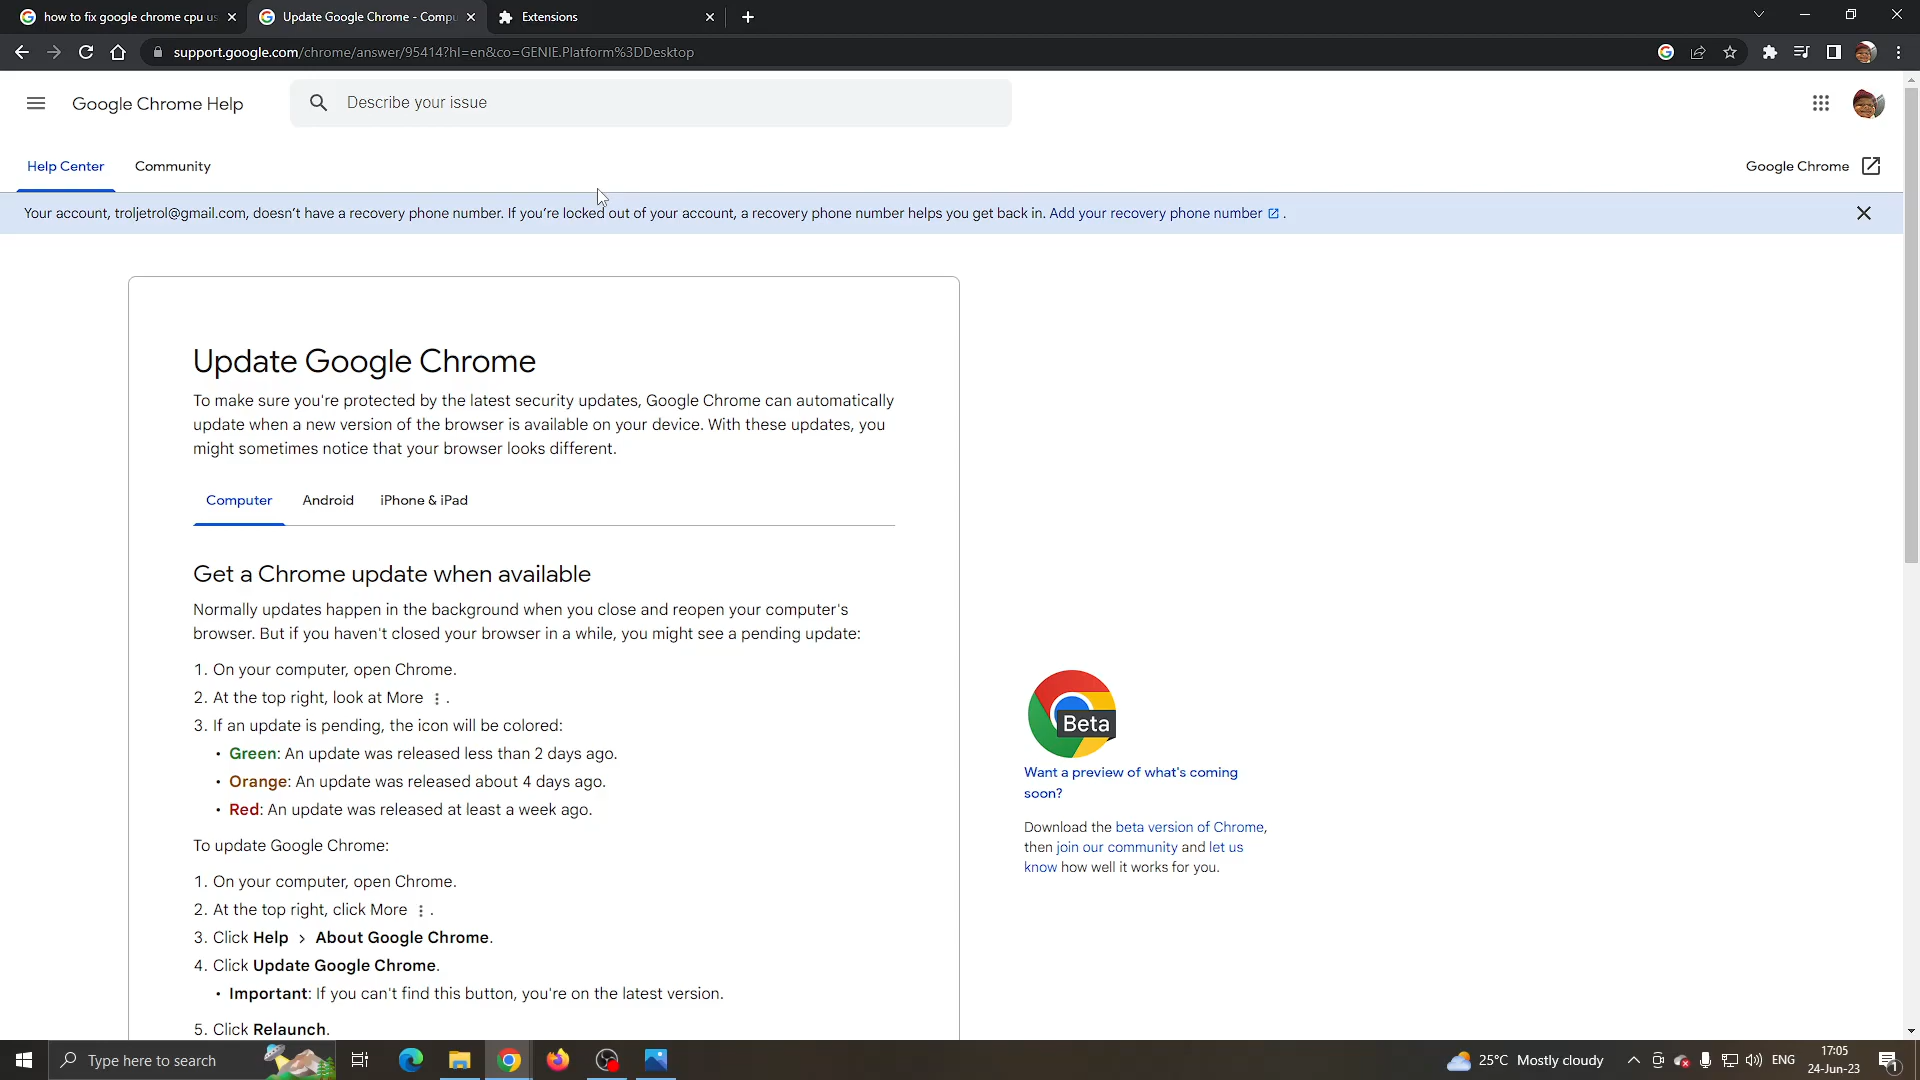 how to fix google chrome cpu us
Update Google Chrome - Compu
Extensions
support.google.com/chrome/answer/95414?hl=en&co=GENIE.Platform%3DDesktop
Google Chrome Help
Describe your issue
Help Center
Community
Google Chrome
Your account, troljetrol@gmail.com, doesn't have a recovery phone number. If you're locked out of your account, a recovery phone number helps you get back in. Add your recovery phone number .
Update Google Chrome
To make sure you're protected by the latest security updates, Google Chrome can automatically
update when a new version of the browser is available on your device. With these updates, you
might sometimes notice that your browser looks different.
Computer
Android
iPhone & iPad
Get a Chrome update when available
Normally updates happen in the background when you close and reopen your computer's
browser. But if you haven't closed your browser in a while, you might see a pending update:
1. On your computer, open Chrome.
2. At the top right, look at More ⋮ .
3. If an update is pending, the icon will be colored:
• Green: An update was released less than 2 days ago.
• Orange: An update was released about 4 days ago.
• Red: An update was released at least a week ago.
To update Google Chrome:
1. On your computer, open Chrome.
2. At the top right, click More ⋮ .
3. Click Help > About Google Chrome.
4. Click Update Google Chrome.
• Important: If you can't find this button, you're on the latest version.
5. Click Relaunch.
Beta
Want a preview of what's coming
soon?
Download the beta version of Chrome,
then join our community and let us
know how well it works for you.
Type here to search
25°C Mostly cloudy
ENG
17:05
24-Jun-23
1